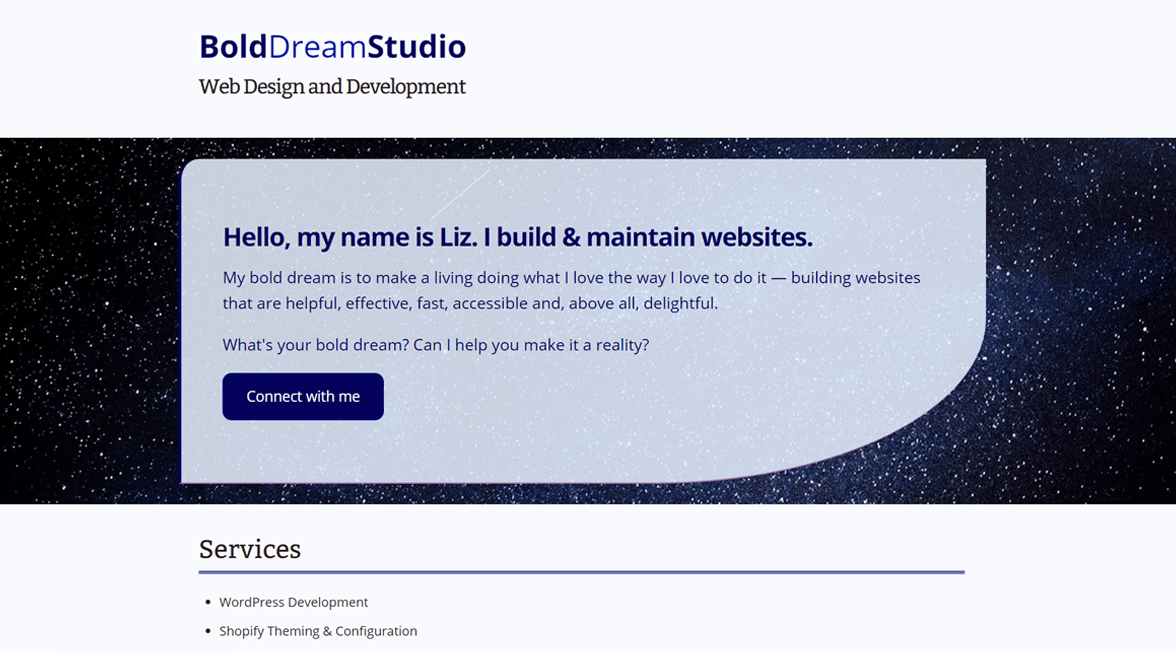 BoldDreamStudio
Web Design and Development
Hello, my name is Liz. I build & maintain websites.
My bold dream is to make a living doing what I love the way I love to do it — building websites
that are helpful, effective, fast, accessible and, above all, delightful.
What's your bold dream? Can I help you make it a reality?
Connect with me
Services
• WordPress Development
• Shopify Theming & Configuration